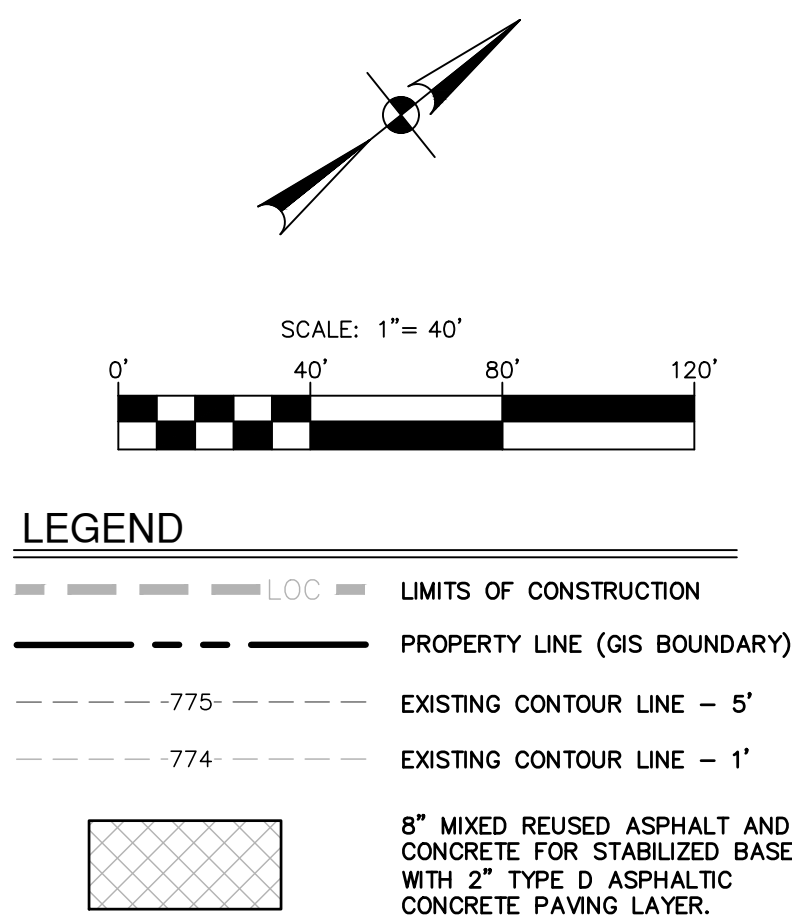 SCALE: 1"= 40'
0' 40' 80' 120'
LEGEND
LOC LIMITS OF CONSTRUCTION
PROPERTY LINE (GIS BOUNDARY)
-775- EXISTING CONTOUR LINE - 5'
-774- EXISTING CONTOUR LINE - 1'
8" MIXED REUSED ASPHALT AND
CONCRETE FOR STABILIZED BASE
WITH 2" TYPE D ASPHALTIC
CONCRETE PAVING LAYER.